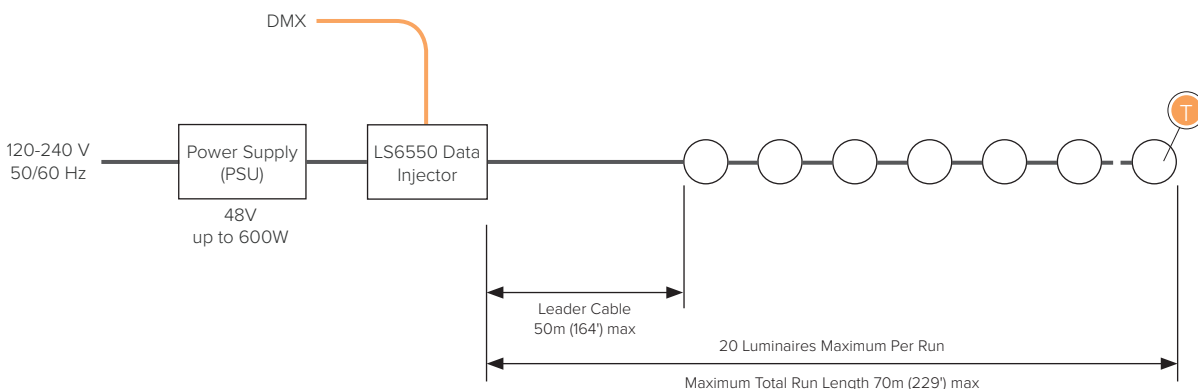 DMX
T
120-240 V
50/60 Hz
Power Supply
(PSU)
LS6550 Data
Injector
48V
up to 600W
Leader Cable
50m (164') max
20 Luminaires Maximum Per Run
Maximum Total Run Length 70m (229') max